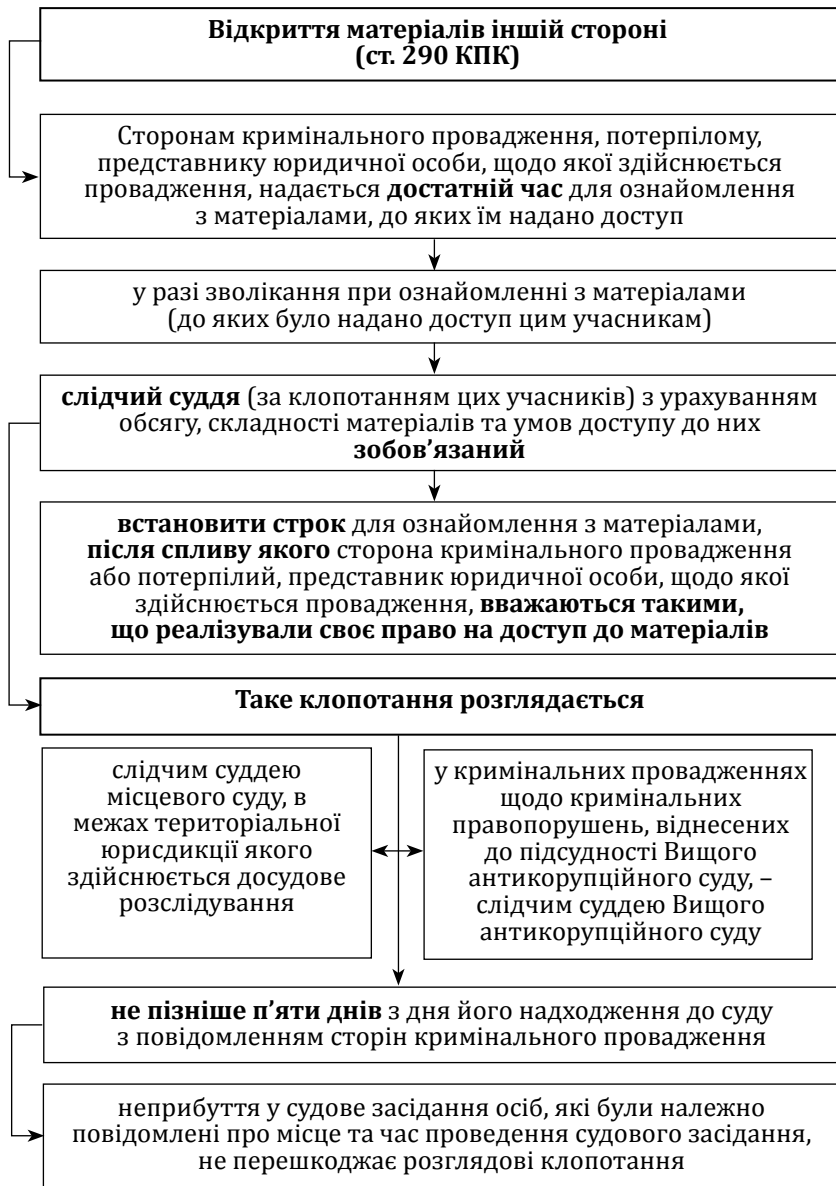 Відкриття матеріалів іншій стороні
(ст. 290 КПК)
Сторонам кримінального провадження, потерпілому,
представнику юридичної особи, щодо якої здійснюється
провадження, надається достатній час для ознайомлення
з матеріалами, до яких їм надано доступ
у разі зволікання при ознайомленні з матеріалами
(до яких було надано доступ цим учасникам)
слідчий суддя (за клопотанням цих учасників) з урахуванням
обсягу, складності матеріалів та умов доступу до них
зобов’язаний
встановити строк для ознайомлення з матеріалами,
після спливу якого сторона кримінального провадження
або потерпілий, представник юридичної особи, щодо якої
здійснюється провадження, вважаються такими,
що реалізували своє право на доступ до матеріалів
Таке клопотання розглядається
слідчим суддею
місцевого суду, в
межах територіальної
юрисдикції якого
здійснюється досудове
розслідування
у кримінальних провадженнях
щодо кримінальних
правопорушень, віднесених
до підсудності Вищого
антикорупційного суду, –
слідчим суддею Вищого
антикорупційного суду
не пізніше п’яти днів з дня його надходження до суду
з повідомленням сторін кримінального провадження
неприбуття у судове засідання осіб, які були належно
повідомлені про місце та час проведення судового засідання,
не перешкоджає розглядові клопотання